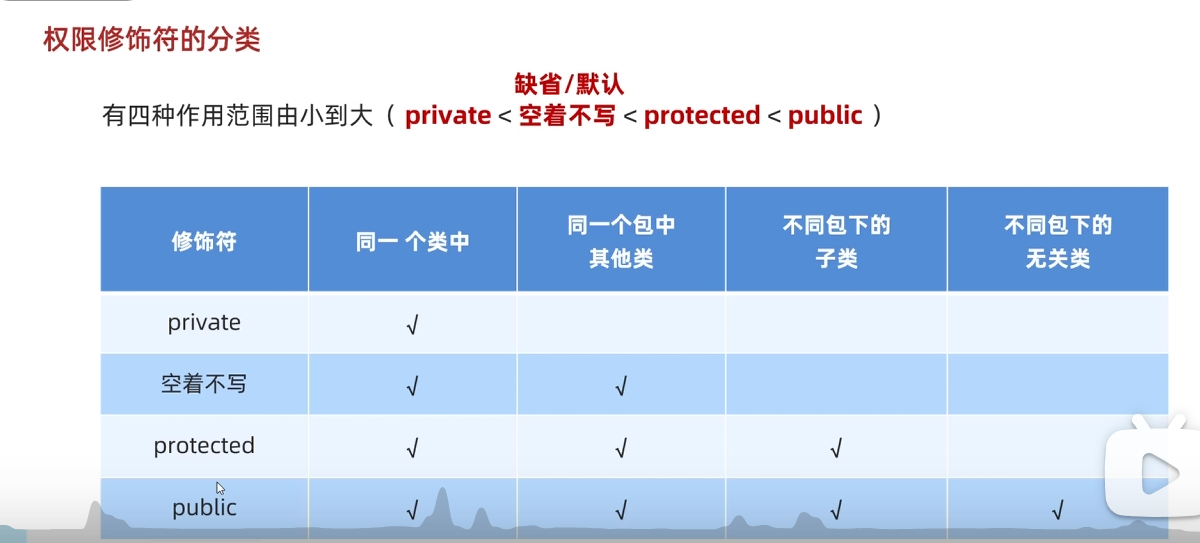 权限修饰符的分类
缺省/默认
有四种作用范围由小到大（ private < 空着不写 < protected < public ）
修饰符 同一 个类中 同一个包中 其他类 不同包下的 子类 不同包下的 无关类
private √
空着不写 √ √
protected √ √ √
public √ √ √ √